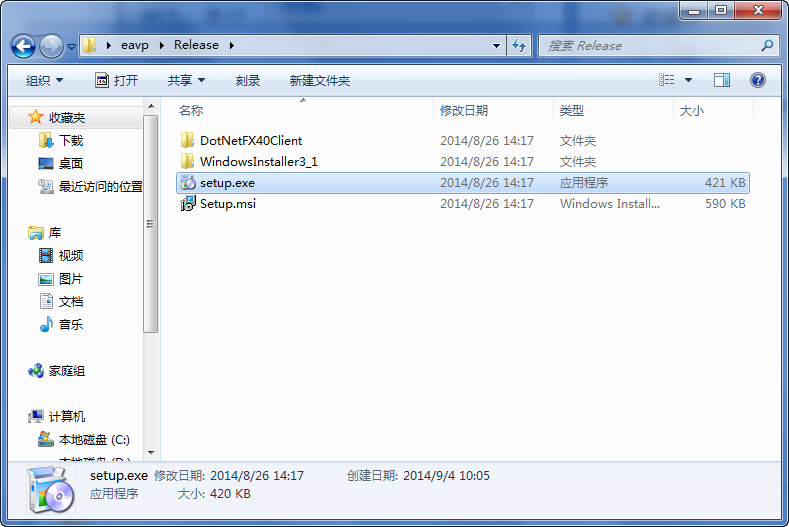 eavp ▸ Release ▸
搜索 Release
组织 打开 共享 刻录 新建文件夹
名称 修改日期 类型 大小
DotNetFX40Client 2014/8/26 14:17 文件夹
WindowsInstaller3_1 2014/8/26 14:17 文件夹
setup.exe 2014/8/26 14:17 应用程序 421 KB
Setup.msi 2014/8/26 14:17 Windows Install... 590 KB
收藏夹
下载
桌面
最近访问的位置
库
视频
图片
文档
音乐
家庭组
计算机
本地磁盘 (C:)
本地磁盘 (D:)
setup.exe 修改日期: 2014/8/26 14:17 创建日期: 2014/9/4 10:05
应用程序 大小: 420 KB